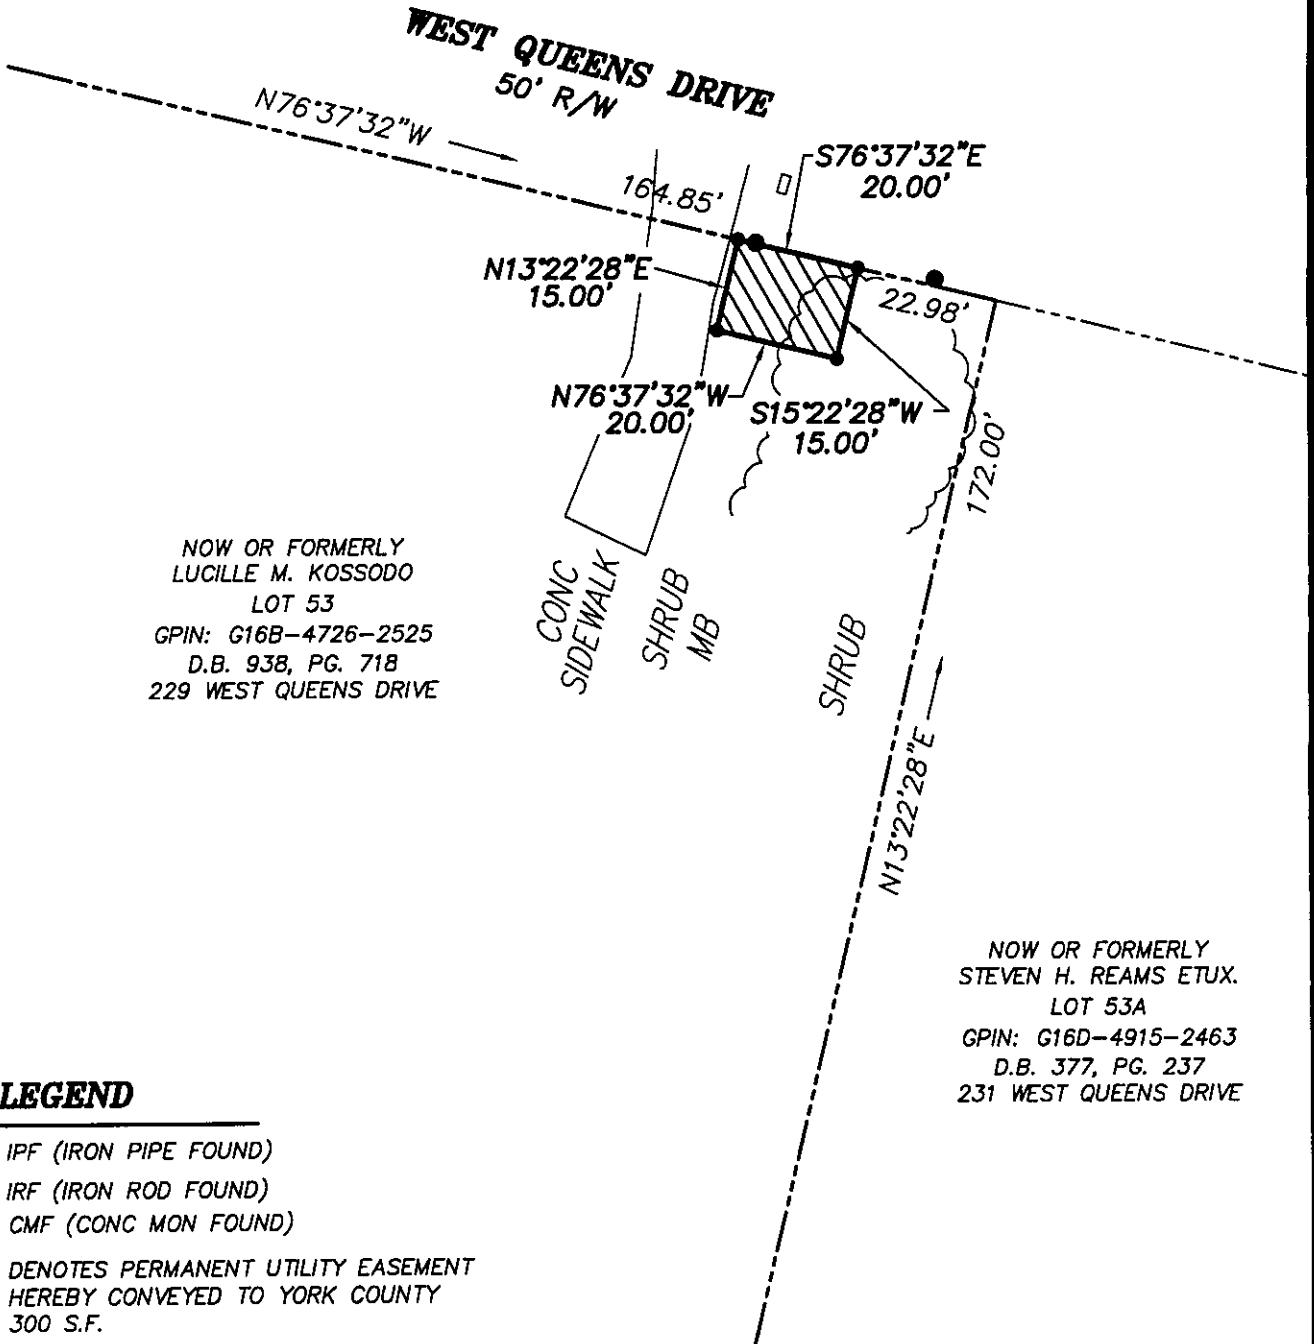 WEST QUEENS DRIVE
50' R/W
N76°37'32"W
164.85'
S76°37'32"E
20.00'
N13°22'28"E
15.00'
22.98'
N76°37'32"W
20.00'
S15°22'28"W
15.00'
172.00'
NOW OR FORMERLY
LUCILLE M. KOSSODO
LOT 53
GPIN: G16B-4726-2525
D.B. 938, PG. 718
229 WEST QUEENS DRIVE
CONC
SIDEWALK
SHRUB
MB
SHRUB
N13°22'28"E
NOW OR FORMERLY
STEVEN H. REAMS ETUX.
LOT 53A
GPIN: G16D-4915-2463
D.B. 377, PG. 237
231 WEST QUEENS DRIVE
LEGEND
IPF (IRON PIPE FOUND)
IRF (IRON ROD FOUND)
CMF (CONC MON FOUND)
DENOTES PERMANENT UTILITY EASEMENT
HEREBY CONVEYED TO YORK COUNTY
300 S.F.